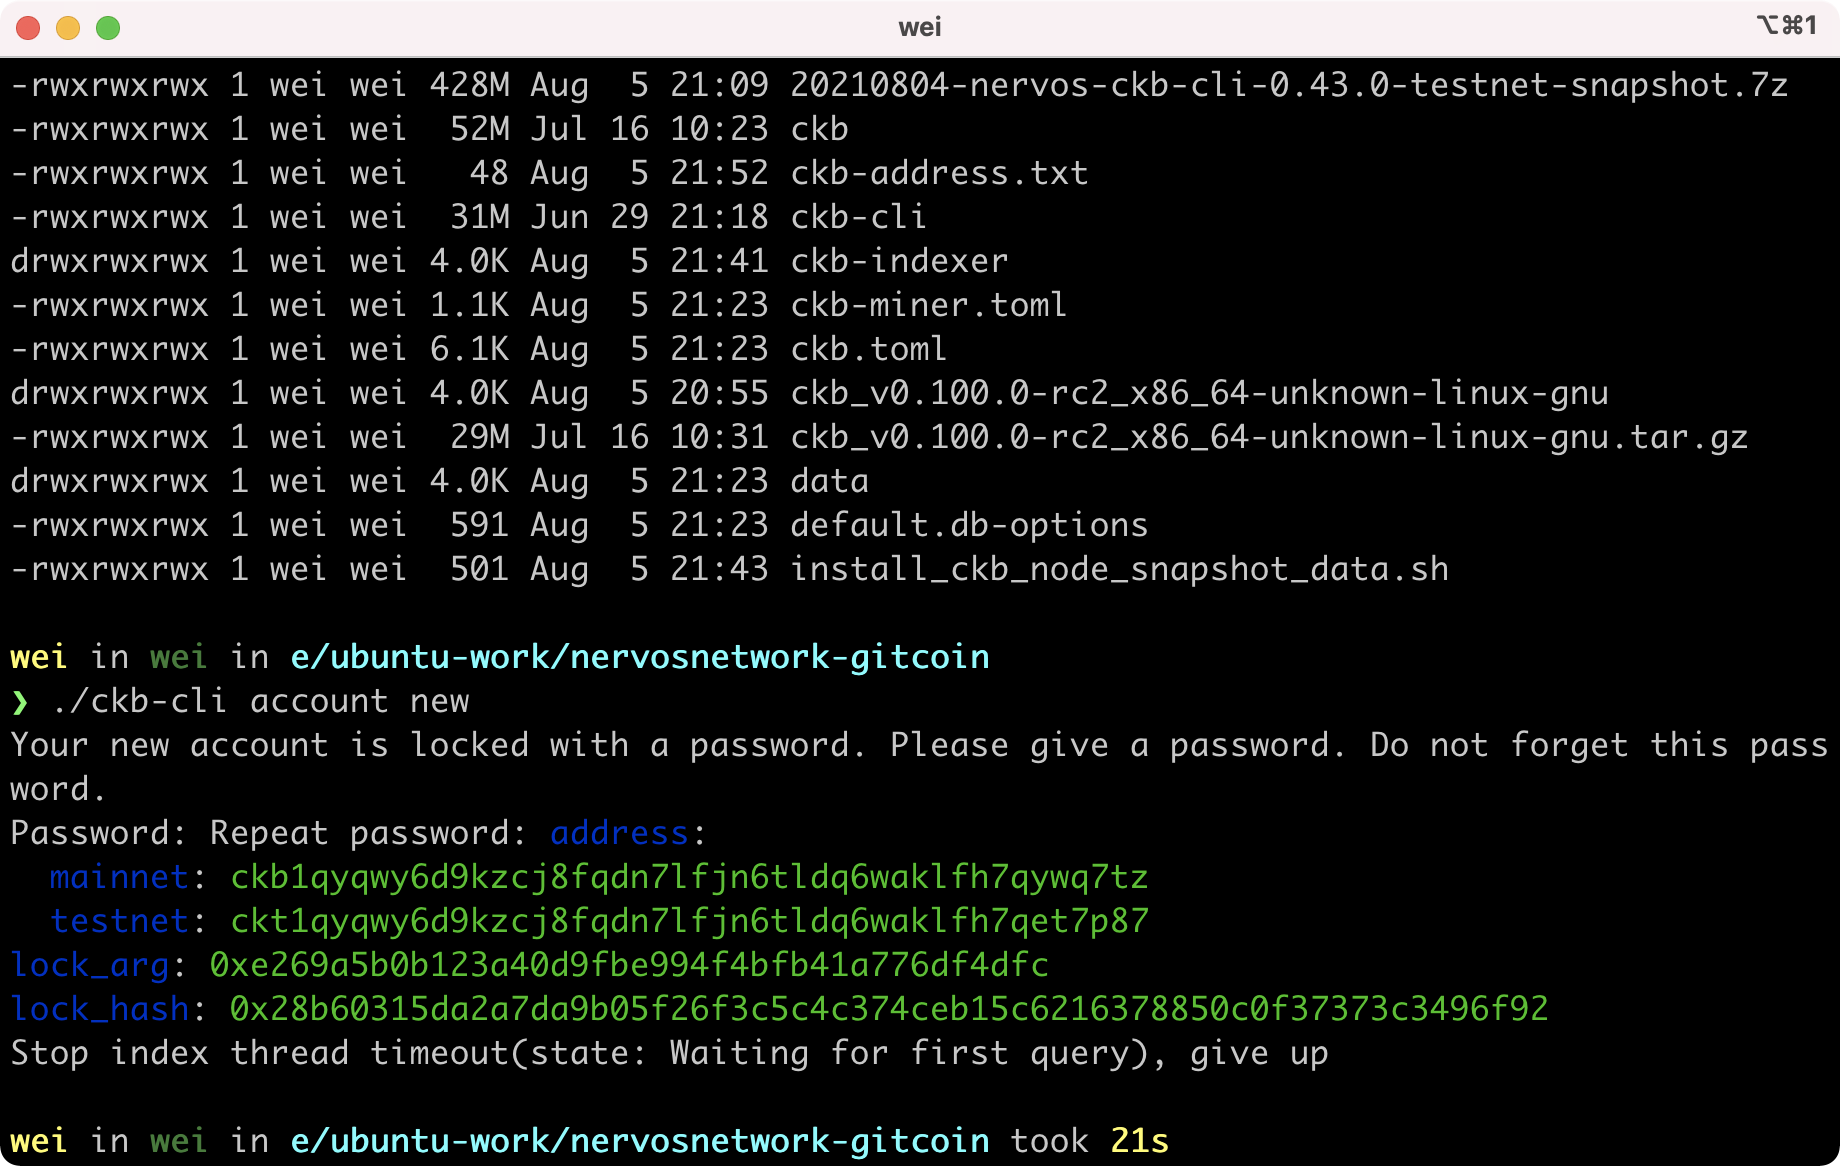 wei ⌥⌘1
-rwxrwxrwx 1 wei wei 428M Aug  5 21:09 20210804-nervos-ckb-cli-0.43.0-testnet-snapshot.7z
-rwxrwxrwx 1 wei wei  52M Jul 16 10:23 ckb
-rwxrwxrwx 1 wei wei   48 Aug  5 21:52 ckb-address.txt
-rwxrwxrwx 1 wei wei  31M Jun 29 21:18 ckb-cli
drwxrwxrwx 1 wei wei 4.0K Aug  5 21:41 ckb-indexer
-rwxrwxrwx 1 wei wei 1.1K Aug  5 21:23 ckb-miner.toml
-rwxrwxrwx 1 wei wei 6.1K Aug  5 21:23 ckb.toml
drwxrwxrwx 1 wei wei 4.0K Aug  5 20:55 ckb_v0.100.0-rc2_x86_64-unknown-linux-gnu
-rwxrwxrwx 1 wei wei  29M Jul 16 10:31 ckb_v0.100.0-rc2_x86_64-unknown-linux-gnu.tar.gz
drwxrwxrwx 1 wei wei 4.0K Aug  5 21:23 data
-rwxrwxrwx 1 wei wei  591 Aug  5 21:23 default.db-options
-rwxrwxrwx 1 wei wei  501 Aug  5 21:43 install_ckb_node_snapshot_data.sh
wei in wei in e/ubuntu-work/nervosnetwork-gitcoin
❯ ./ckb-cli account new
Your new account is locked with a password. Please give a password. Do not forget this pass
word.
Password: Repeat password: address:
  mainnet: ckb1qyqwy6d9kzcj8fqdn7lfjn6tldq6waklfh7qywq7tz
  testnet: ckt1qyqwy6d9kzcj8fqdn7lfjn6tldq6waklfh7qet7p87
lock_arg: 0xe269a5b0b123a40d9fbe994f4bfb41a776df4dfc
lock_hash: 0x28b60315da2a7da9b05f26f3c5c4c374ceb15c6216378850c0f37373c3496f92
Stop index thread timeout(state: Waiting for first query), give up
wei in wei in e/ubuntu-work/nervosnetwork-gitcoin took 21s